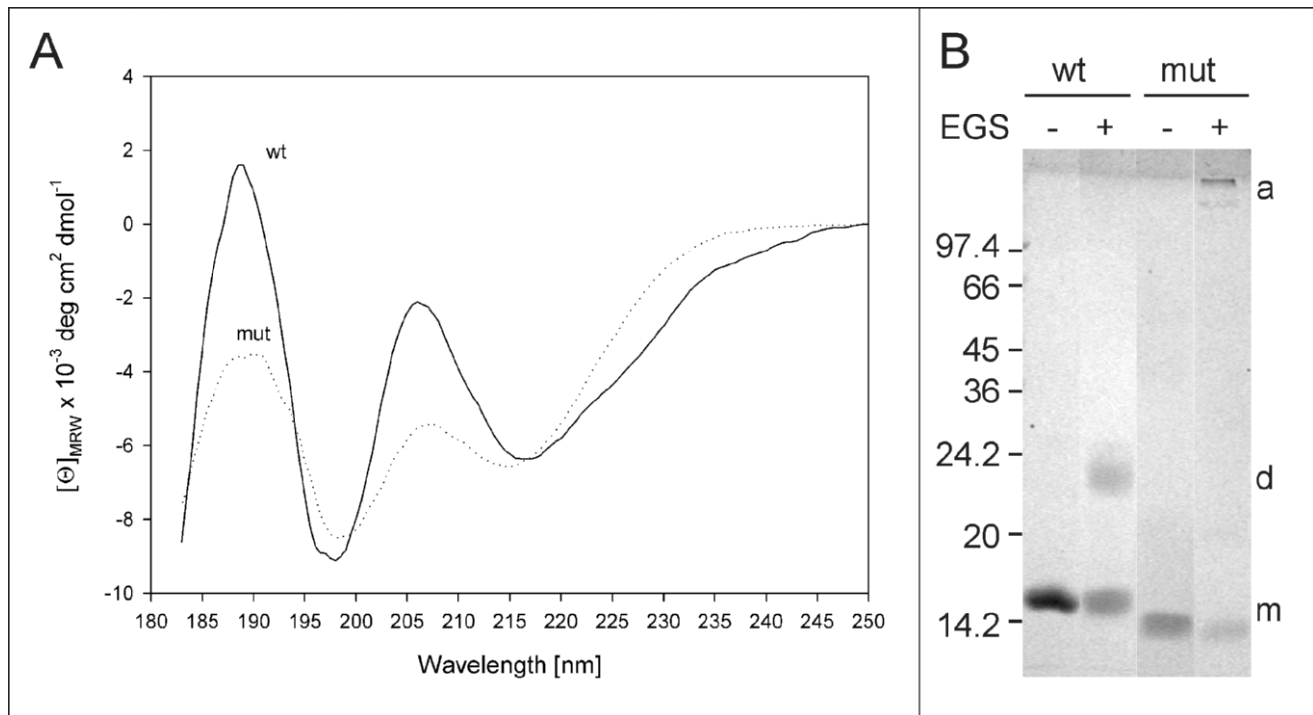 A
4
2
0
-2
-4
-6
-8
-10
[Θ]MRW x 10⁻³ deg cm² dmol⁻¹
wt
mut
180 185 190 195 200 205 210 215 220 225 230 235 240 245 250
Wavelength [nm]
B
wt mut
EGS - + - +
a
97.4
66
45
36
24.2
d
20
14.2
m